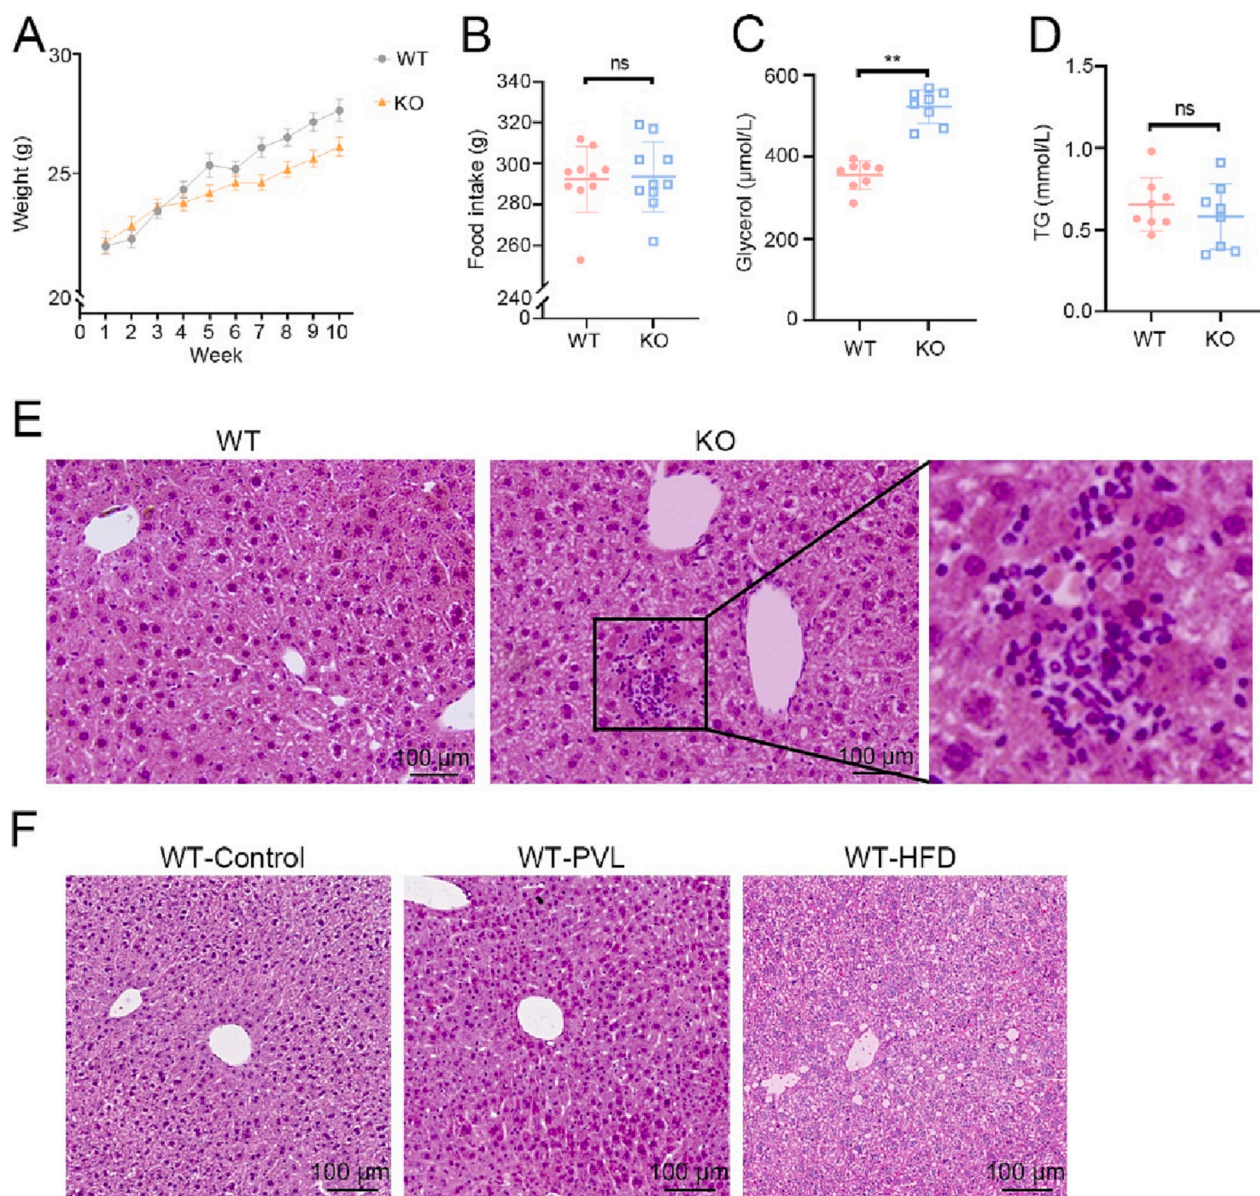 A
30
25
20
Weight (g)
0 1 2 3 4 5 6 7 8 9 10
Week
WT
KO
B
ns
340
320
300
280
260
240
0
Food intake (g)
WT KO
C
**
600
400
200
0
Glycerol (μmol/L)
WT KO
D
ns
1.5
1.0
0.5
0.0
TG (mmol/L)
WT KO
E
WT KO
100 μm 100 μm
F
WT-Control WT-PVL WT-HFD
100 μm 100 μm 100 μm